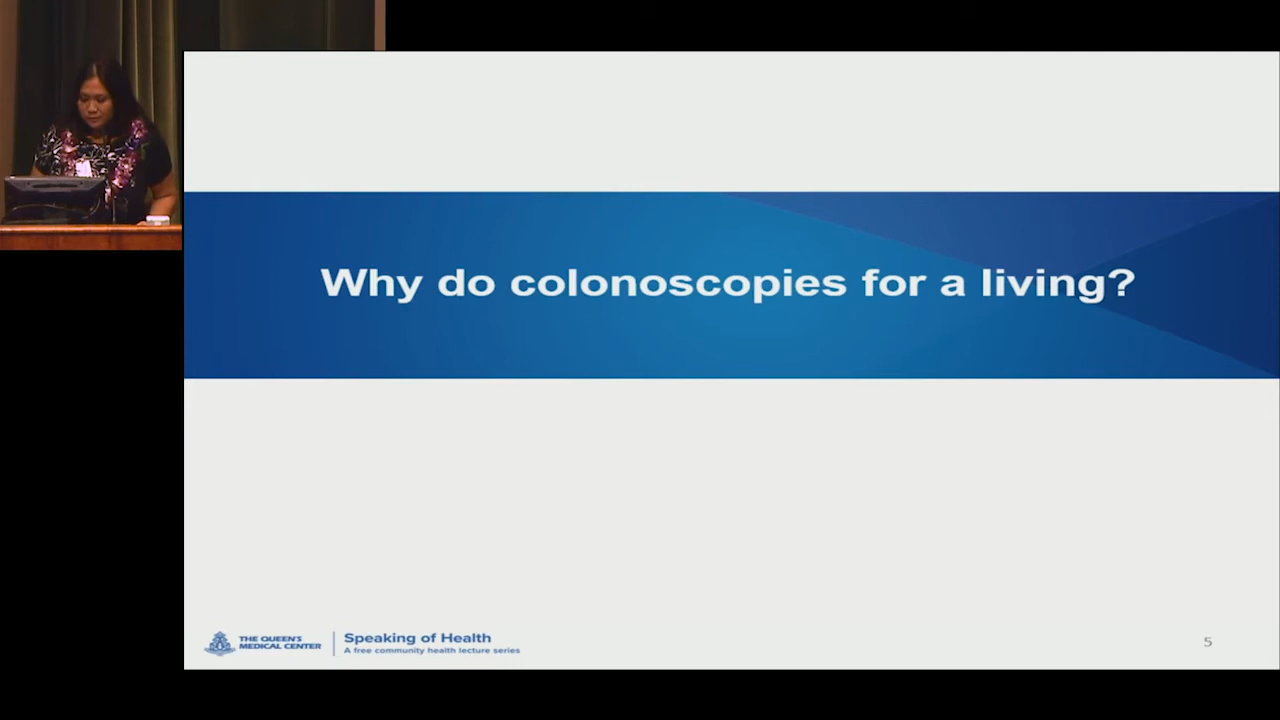 Why do colonoscopies for a living?
THE QUEEN'S
MEDICAL CENTER
Speaking of Health
A free community health lecture series
5